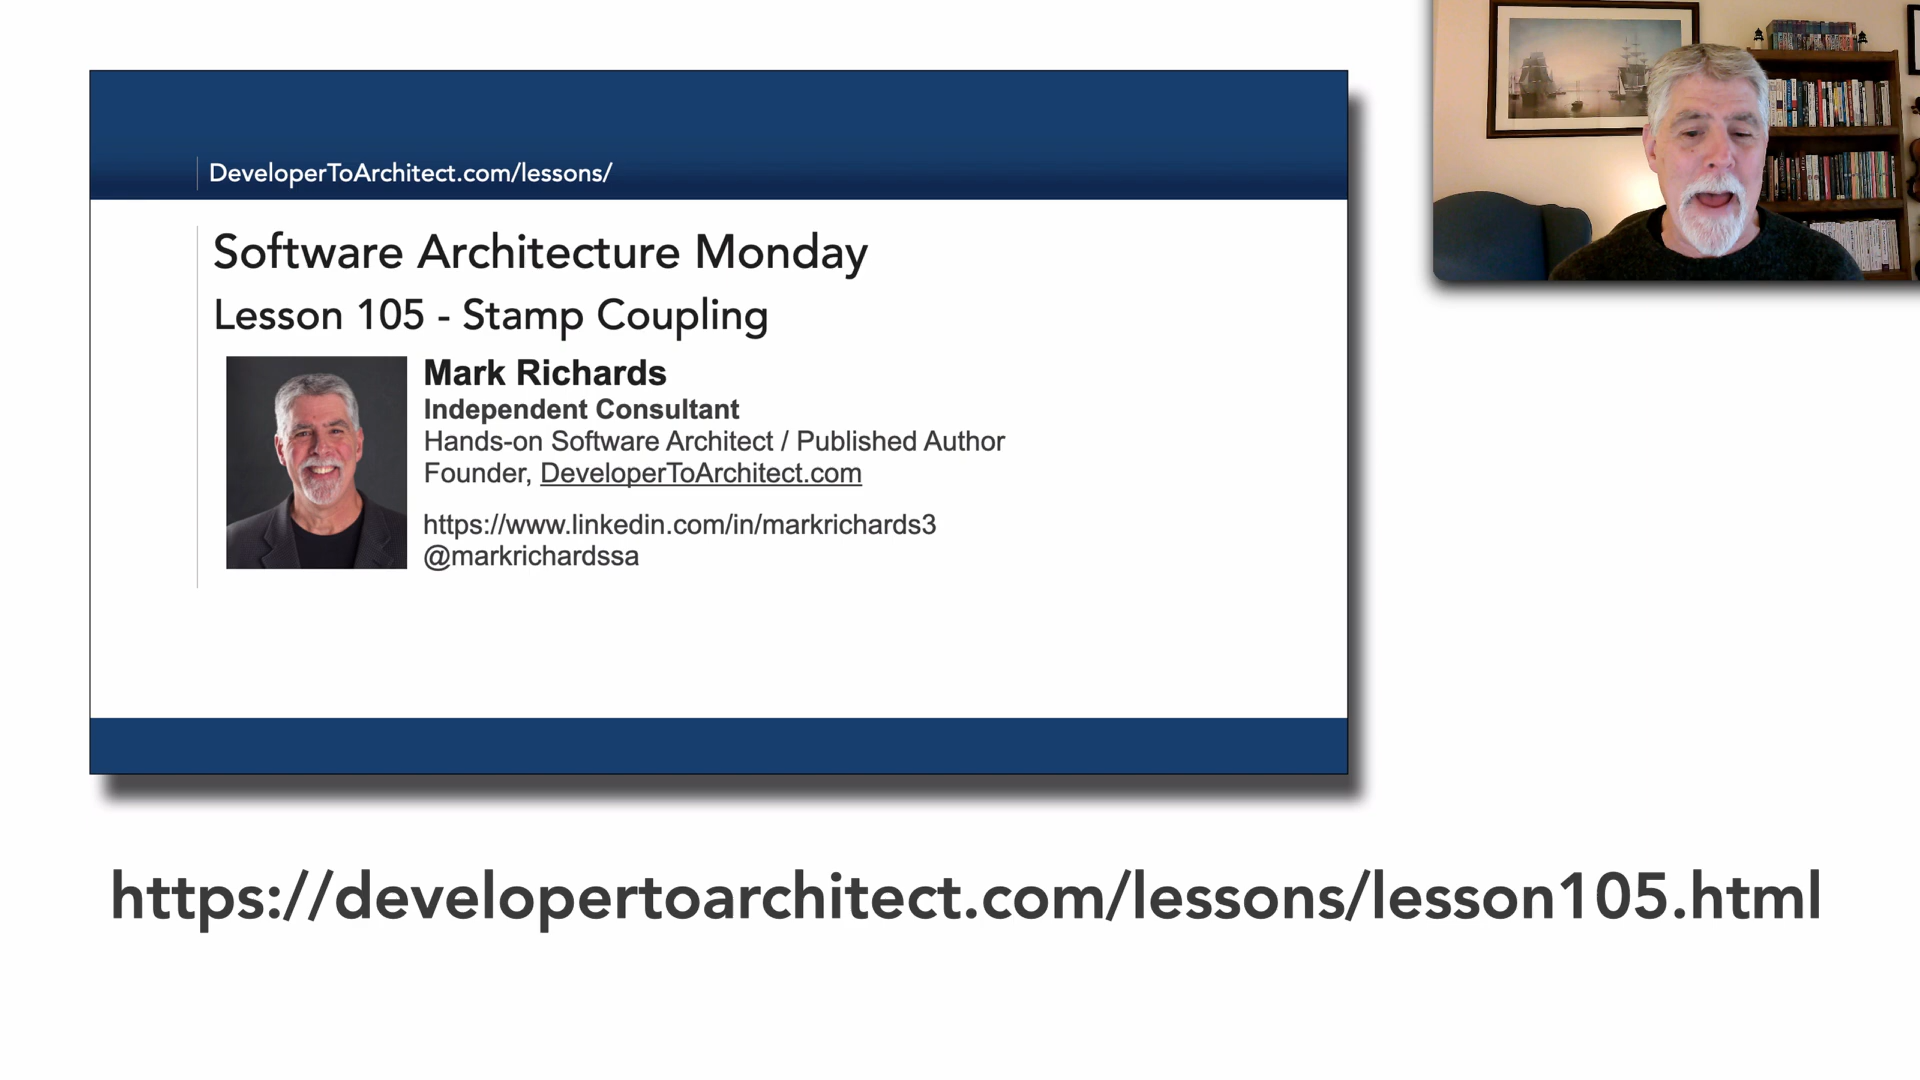 DeveloperToArchitect.com/lessons/
Software Architecture Monday
Lesson 105 - Stamp Coupling
Mark Richards
Independent Consultant
Hands-on Software Architect / Published Author
Founder, DeveloperToArchitect.com
https://www.linkedin.com/in/markrichards3
@markrichardssa
https://developertoarchitect.com/lessons/lesson105.html